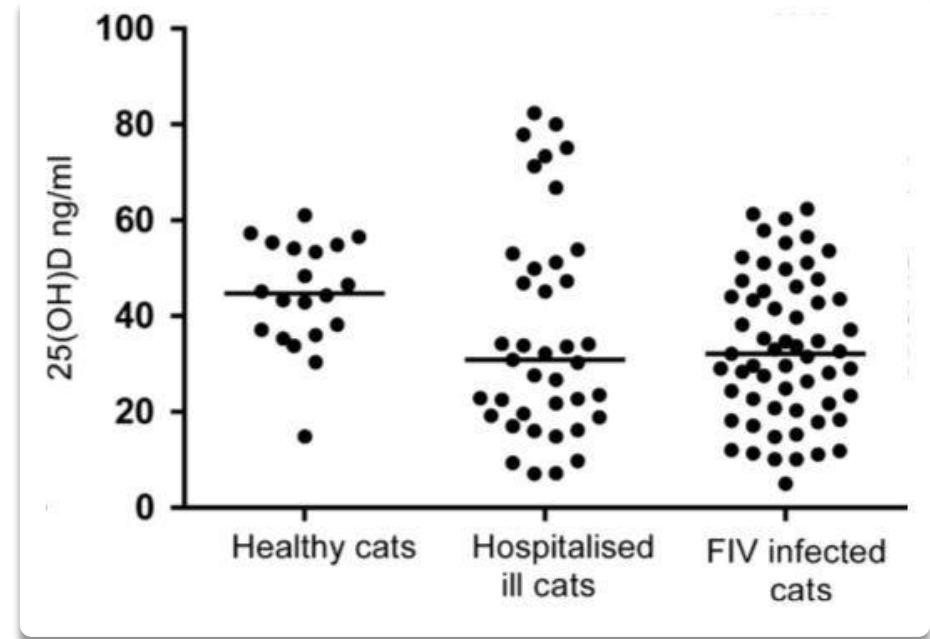 100
80
60
40
20
0
25(OH)D ng/ml
Healthy cats
Hospitalised
ill cats
FIV infected
cats